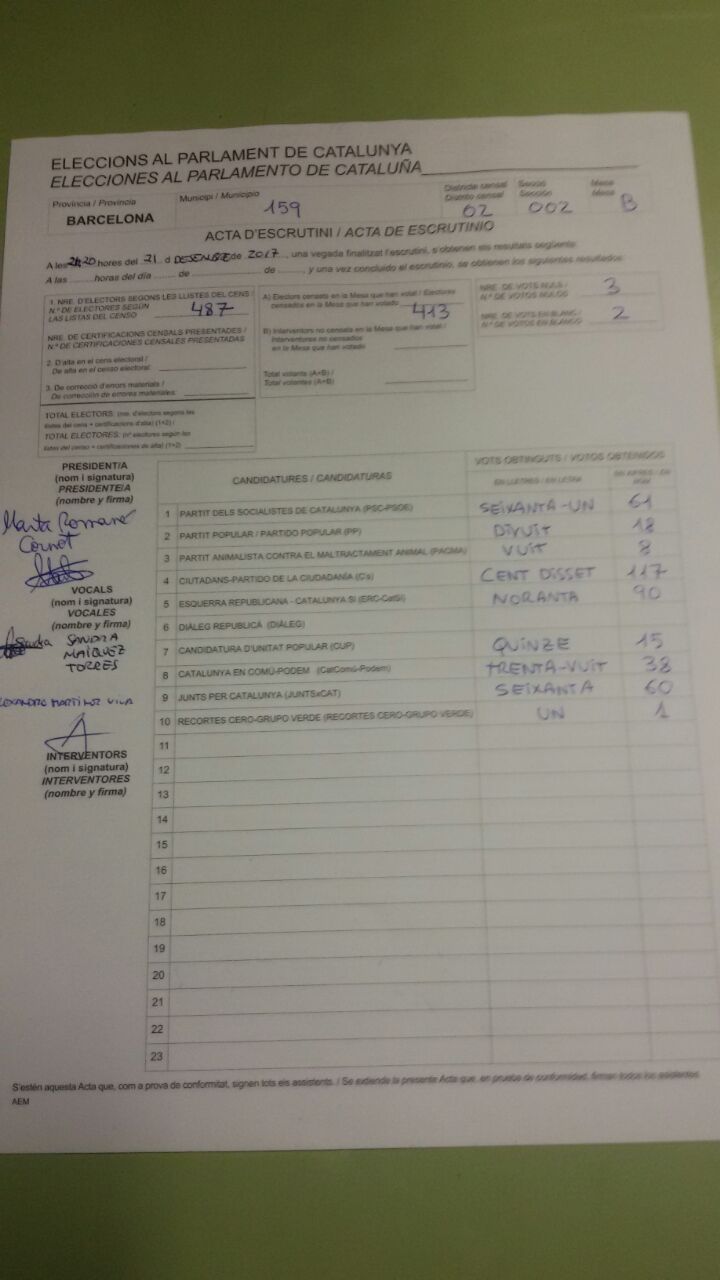 ELECCIONS AL PARLAMENT DE CATALUNYA
ELECCIONES AL PARLAMENTO DE CATALUÑA
Província / Provincia
BARCELONA
Municipi / Municipio
159
Districte censal
Distrito censal
02
Secció
Sección
002
Mesa
Mesa
B
ACTA D'ESCRUTINI / ACTA DE ESCRUTINIO
A les 21:20 hores del 21 d DESEMBRE de 2017, una vegada finalitzat l'escrutini, s'obtenen els resultats següents:
A las ........ horas del día ........ de ........ de ........, y una vez concluido el escrutinio, se obtienen los siguientes resultados:
1. NRE. D'ELECTORS SEGONS LES LLISTES DEL CENS /
N.º DE ELECTORES SEGÚN
LAS LISTAS DEL CENSO
487
NRE. DE CERTIFICACIONS CENSALS PRESENTADES /
N.º DE CERTIFICACIONES CENSALES PRESENTADAS
2. D'alta en el cens electoral /
De alta en el censo electoral:
3. De correcció d'errors materials /
De corrección de errores materiales:
TOTAL ELECTORS: (nre. d'electors segons les
llistes del cens + certificacions d'alta) (1+2) /
TOTAL ELECTORES: (nº electores según las
listas del censo + certificaciones de alta) (1+2)
A) Electors censats en la Mesa que han votat / Electores
censados en la Mesa que han votado
413
B) Interventors no censats en la Mesa que han votat /
Interventores no censados
en la Mesa que han votado
Total votants (A+B) /
Total votantes (A+B)
NRE. DE VOTS NULS /
N.º DE VOTOS NULOS
3
NRE. DE VOTS EN BLANC /
N.º DE VOTOS EN BLANCO
2
PRESIDENT/A
(nom i signatura)
PRESIDENTE/A
(nombre y firma)
Marta Romano
Cornet
VOCALS
(nom i signatura)
VOCALES
(nombre y firma)
Sandra SANDRA
MAIQUEZ
TORRES
ALEXANDRE MARTINEZ VILA
INTERVENTORS
(nom i signatura)
INTERVENTORES
(nombre y firma)
CANDIDATURES / CANDIDATURAS
VOTS OBTINGUTS / VOTOS OBTENIDOS
EN LLETRES / EN LETRA
EN XIFRES / EN NÚM.
1 PARTIT DELS SOCIALISTES DE CATALUNYA (PSC-PSOE) SEIXANTA-UN 61
2 PARTIT POPULAR / PARTIDO POPULAR (PP) DIVUIT 18
3 PARTIT ANIMALISTA CONTRA EL MALTRACTAMENT ANIMAL (PACMA) VUIT 8
4 CIUTADANS-PARTIDO DE LA CIUDADANÍA (C's) CENT DISSET 117
5 ESQUERRA REPUBLICANA - CATALUNYA SÍ (ERC-CatSí) NORANTA 90
6 DIÀLEG REPUBLICÀ (DIÀLEG)
7 CANDIDATURA D'UNITAT POPULAR (CUP) QUINZE 15
8 CATALUNYA EN COMÚ-PODEM (CatComú-Podem) TRENTA-VUIT 38
9 JUNTS PER CATALUNYA (JUNTSxCAT) SEIXANTA 60
10 RECORTES CERO-GRUPO VERDE (RECORTES CERO-GRUPO VERDE) UN 1
11
12
13
14
15
16
17
18
19
20
21
22
23
S'estén aquesta Acta que, com a prova de conformitat, signen tots els assistents. / Se extiende la presente Acta que, en prueba de conformidad, firman todos los asistentes.
AEM